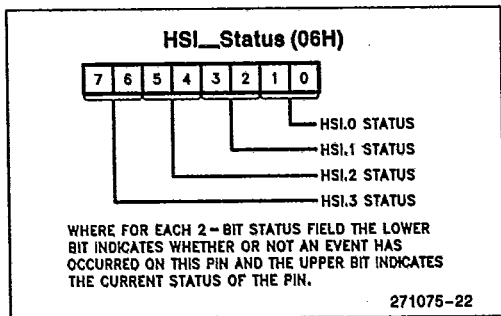 HSI__Status (06H)
7 6 5 4 3 2 1 0
HSI.0 STATUS
HSI.1 STATUS
HSI.2 STATUS
HSI.3 STATUS
WHERE FOR EACH 2-BIT STATUS FIELD THE LOWER
BIT INDICATES WHETHER OR NOT AN EVENT HAS
OCCURRED ON THIS PIN AND THE UPPER BIT INDICATES
THE CURRENT STATUS OF THE PIN.
271075-22